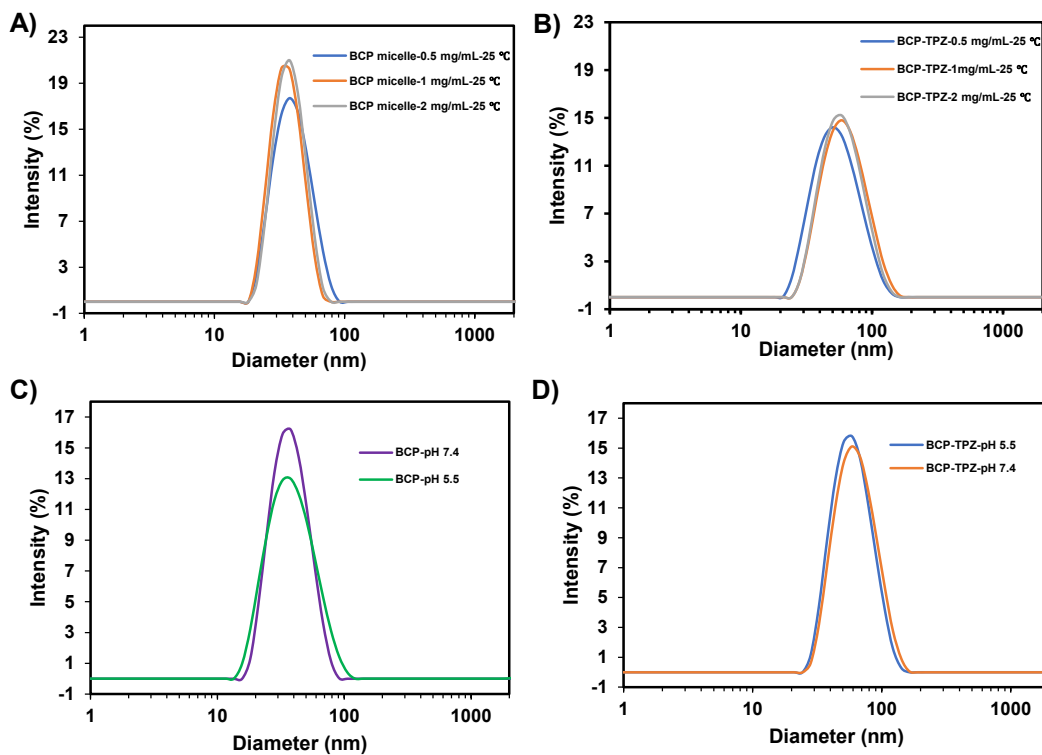 A)
23
19
15
11
7
3
-1
Intensity (%)
BCP micelle-0.5 mg/mL-25 ℃
BCP micelle-1 mg/mL-25 ℃
BCP micelle-2 mg/mL-25 ℃
1 10 100 1000
Diameter (nm)
B)
23
19
15
11
7
3
-1
Intensity (%)
BCP-TPZ-0.5 mg/mL-25 ℃
BCP-TPZ-1mg/mL-25 ℃
BCP-TPZ-2 mg/mL-25 ℃
1 10 100 1000
Diameter (nm)
C)
17
15
13
11
9
7
5
3
1
-1
Intensity (%)
BCP-pH 7.4
BCP-pH 5.5
1 10 100 1000
Diameter (nm)
D)
17
15
13
11
9
7
5
3
1
-1
Intensity (%)
BCP-TPZ-pH 5.5
BCP-TPZ-pH 7.4
1 10 100 1000
Diameter (nm)